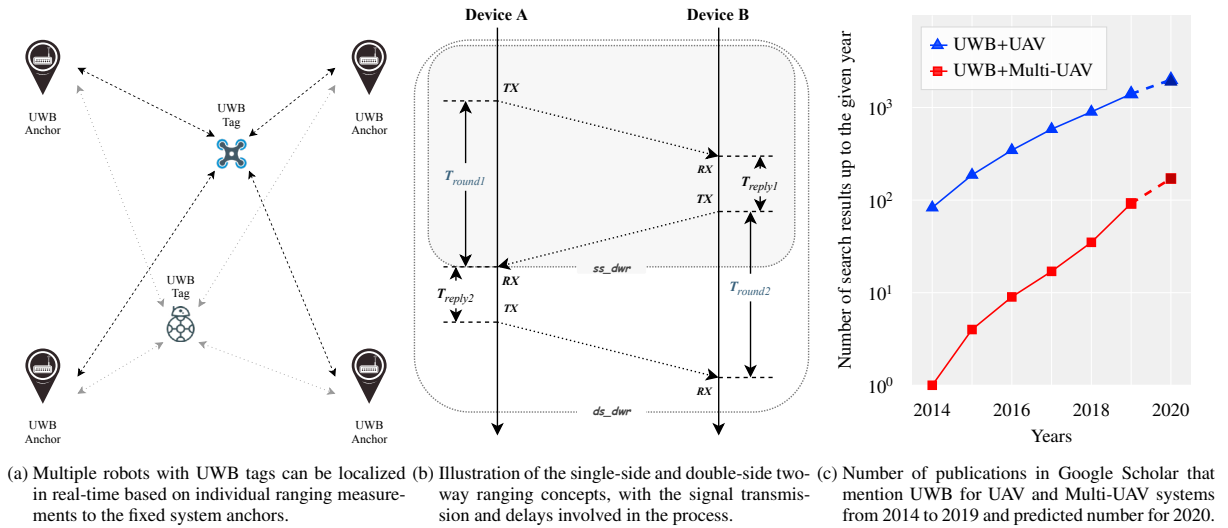 UWB
Anchor
UWB
Anchor
UWB
Tag
UWB
Tag
UWB
Anchor
UWB
Anchor
(a) Multiple robots with UWB tags can be localized
in real-time based on individual ranging measure-
ments to the fixed system anchors.
Device A
Device B
TX
RX
T_round1
T_reply1
TX
ss_dwr
RX
T_reply2
T_round2
TX
RX
ds_dwr
(b) Illustration of the single-side and double-side two-
way ranging concepts, with the signal transmis-
sion and delays involved in the process.
Number of search results up to the given year
UWB+UAV
UWB+Multi-UAV
10^3
10^2
10^1
10^0
2014
2016
2018
2020
Years
(c) Number of publications in Google Scholar that
mention UWB for UAV and Multi-UAV systems
from 2014 to 2019 and predicted number for 2020.